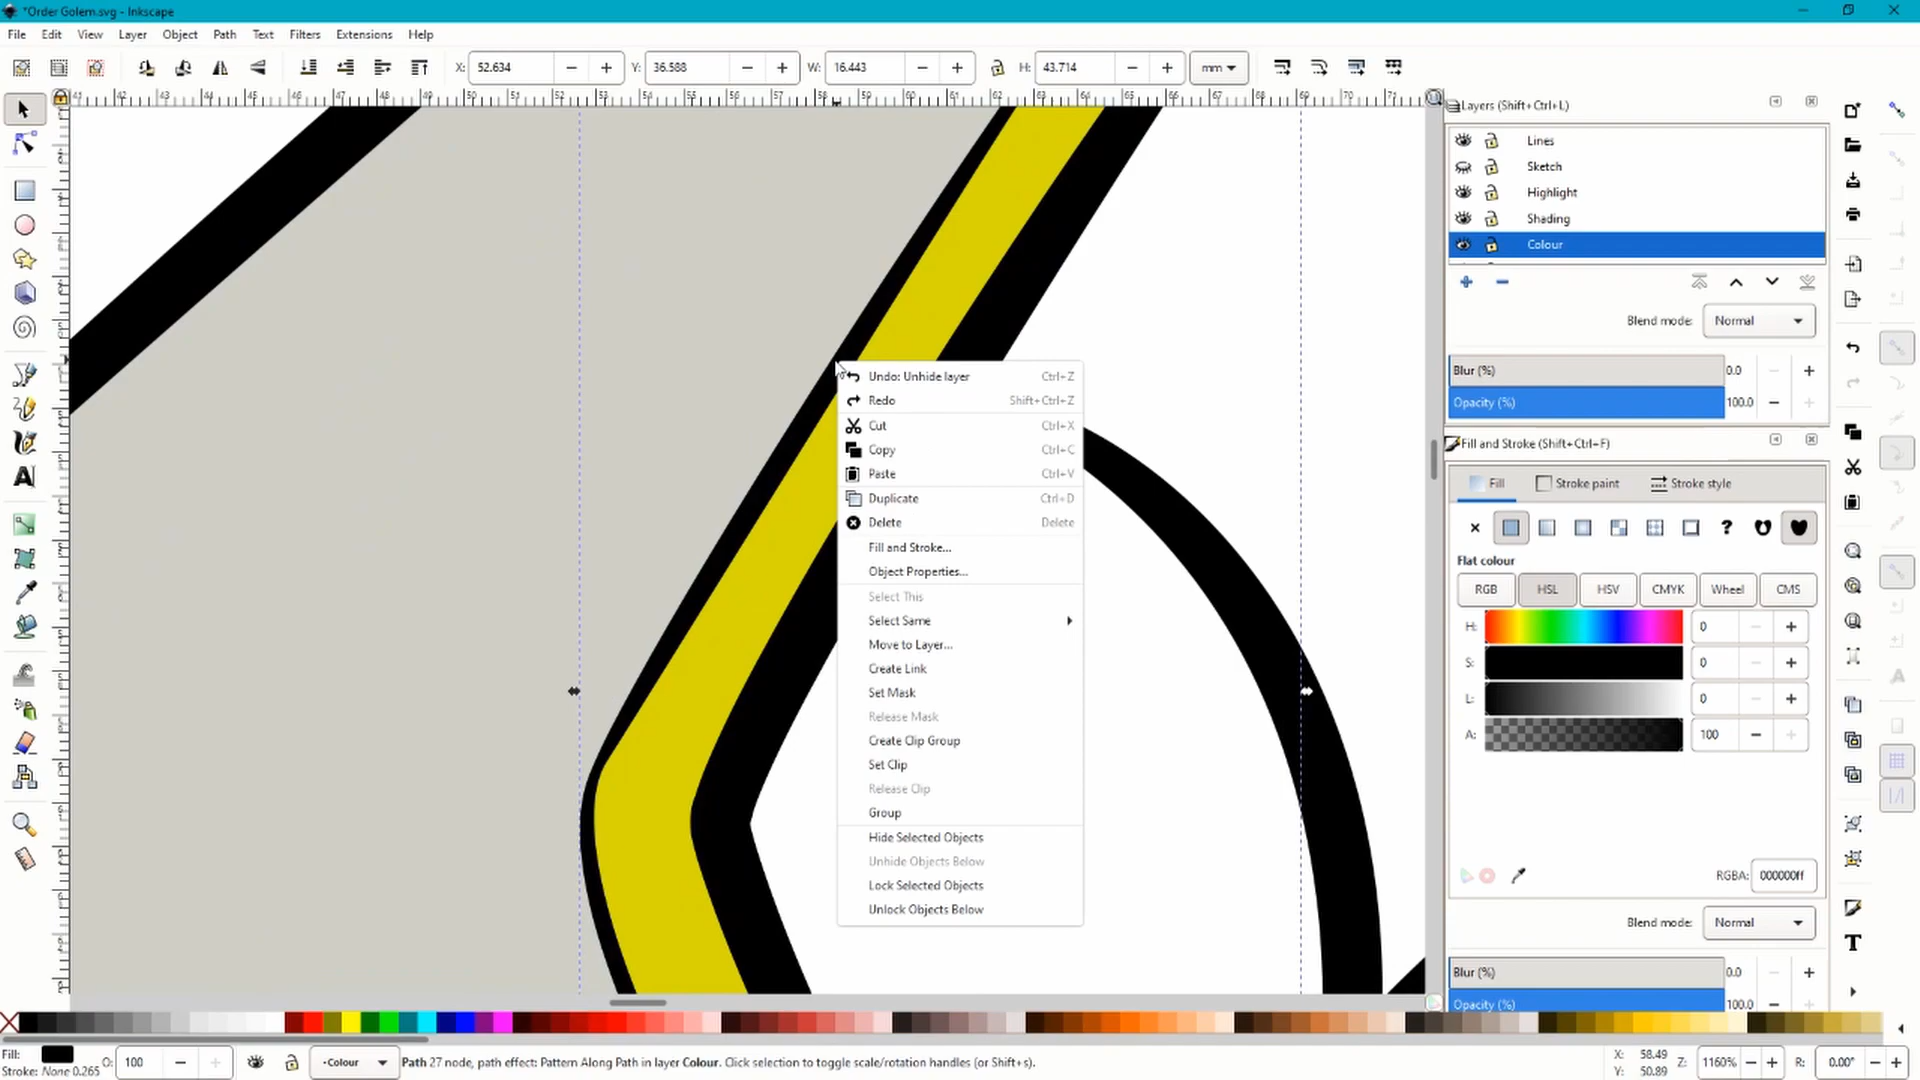 *Order Golem.svg - Inkscape
File Edit View Layer Object Path Text Filters Extensions Help
X: 52.634 Y: 36.588 W: 16.443 H: 43.714 mm
Layers (Shift+Ctrl+L)
Lines
Sketch
Highlight
Shading
Colour
Blend mode: Normal
Blur (%) 0.0
Opacity (%) 100.0
Undo: Unhide layer Ctrl+Z
Redo Shift+Ctrl+Z
Cut Ctrl+X
Copy Ctrl+C
Paste Ctrl+V
Duplicate Ctrl+D
Delete Delete
Fill and Stroke...
Object Properties...
Select This
Select Same
Move to Layer...
Create Link
Set Mask
Release Mask
Create Clip Group
Set Clip
Release Clip
Group
Hide Selected Objects
Unhide Objects Below
Lock Selected Objects
Unlock Objects Below
Fill and Stroke (Shift+Ctrl+F)
Fill Stroke paint Stroke style
Flat colour
RGB HSL HSV CMYK Wheel CMS
H: 0
S: 0
L: 0
A: 100
RGBA: 000000ff
Blend mode: Normal
Blur (%) 0.0
Opacity (%) 100.0
Fill: O: 100 •Colour Path 27 node, path effect: Pattern Along Path in layer Colour. Click selection to toggle scale/rotation handles (or Shift+s). X: 58.49 Z: 1160% R: 0.00°
Stroke: None 0.265 Y: 50.89